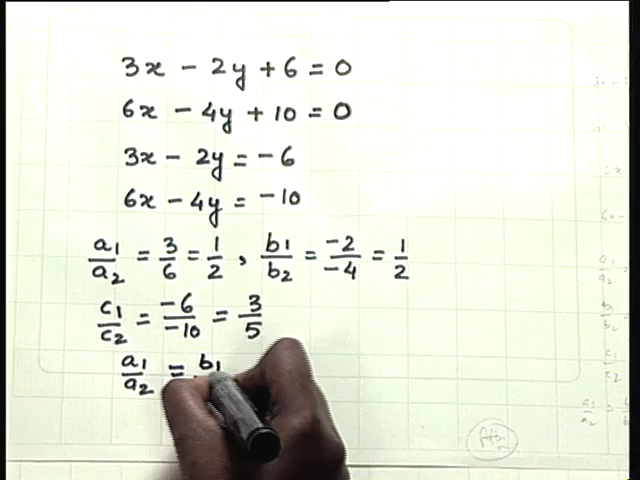 3x - 2y + 6 = 0
6x - 4y + 10 = 0
3x - 2y = -6
6x - 4y = -10
a₁/a₂ = 3/6 = 1/2 , b₁/b₂ = -2/-4 = 1/2
c₁/c₂ = -6/-10 = 3/5
a₁/a₂ = b₁